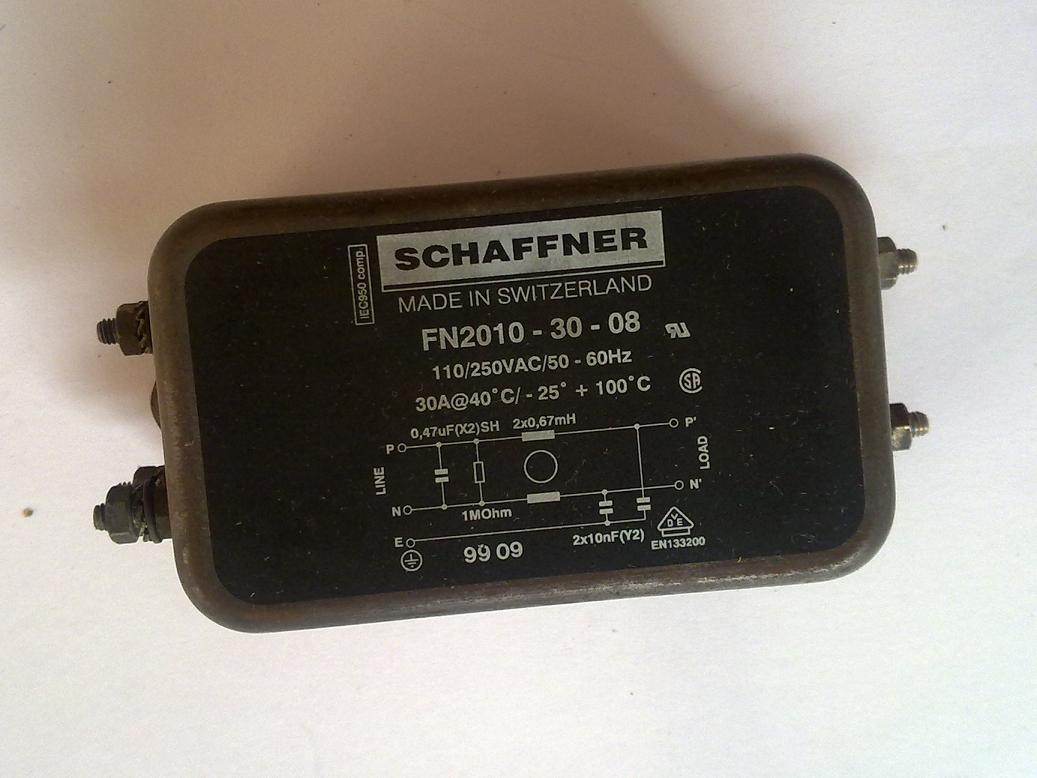 SCHAFFNER
IEC950 comp.
MADE IN SWITZERLAND
FN2010 - 30 - 08
110/250VAC/50 - 60Hz
30A@40°C/ - 25° + 100°C
0,47uF(X2)SH 2x0,67mH
P P'
LINE LOAD
N N'
1MOhm
E
2x10nF(Y2)
99 09
VDE
EN133200